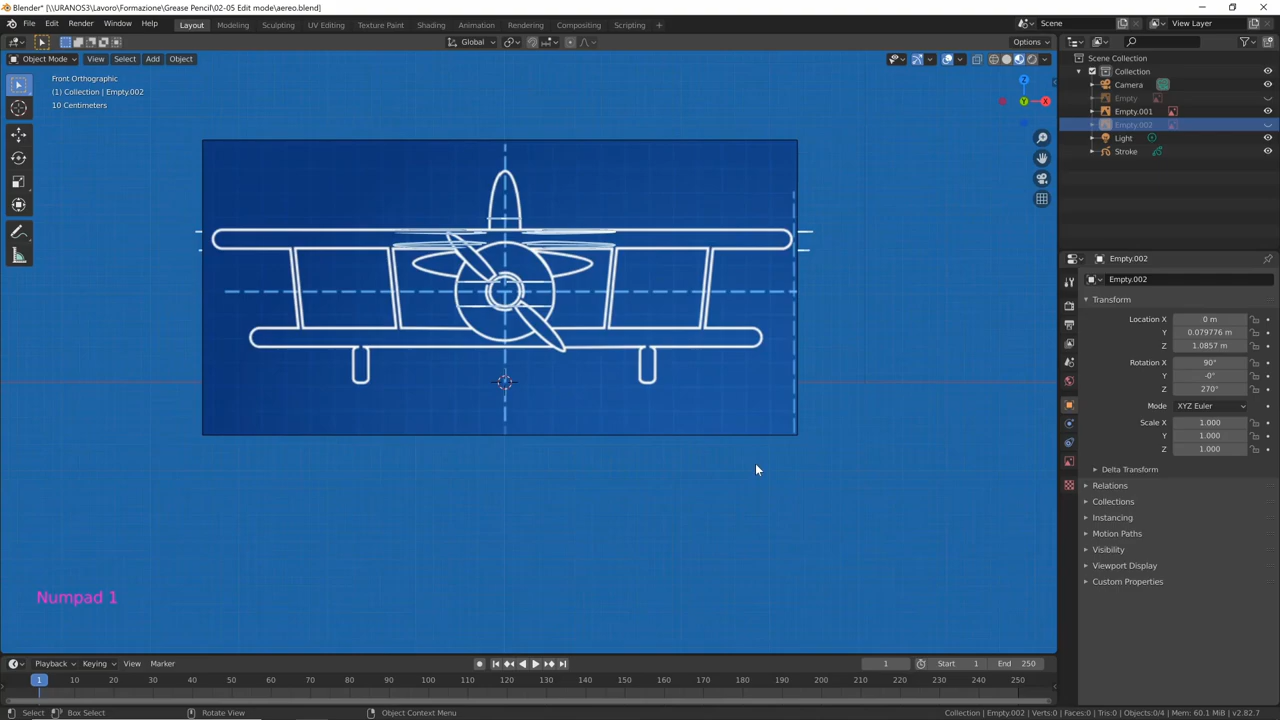 Blender* [\\URANOS3\Lavoro\Formazione\Grease Pencil\02-05 Edit mode\aereo.blend]
File Edit Render Window Help Layout Modeling Sculpting UV Editing Texture Paint Shading Animation Rendering Compositing Scripting Scene View Layer
Global Options
Object Mode View Select Add Object
Front Orthographic
(1) Collection | Empty.002
10 Centimeters
Z
Y
X
Scene Collection
Collection
Camera
Empty
Empty.001
Empty.002
Light
Stroke
Empty.002
Empty.002
Transform
Location X 0 m
Y 0.079776 m
Z 1.0857 m
Rotation X 90°
Y -0°
Z 270°
Mode XYZ Euler
Scale X 1.000
Y 1.000
Z 1.000
Delta Transform
Relations
Collections
Instancing
Motion Paths
Visibility
Viewport Display
Custom Properties
Numpad 1
Playback Keying View Marker 1 Start 1 End 250
1 10 20 30 40 50 60 70 80 90 100 110 120 130 140 150 160 170 180 190 200 210 220 230 240 250
Select Box Select Rotate View Object Context Menu Collection | Empty.002 | Verts:0 | Faces:0 | Tris:0 | Objects:0/4 | Mem: 60.1 MiB | v2.82.7